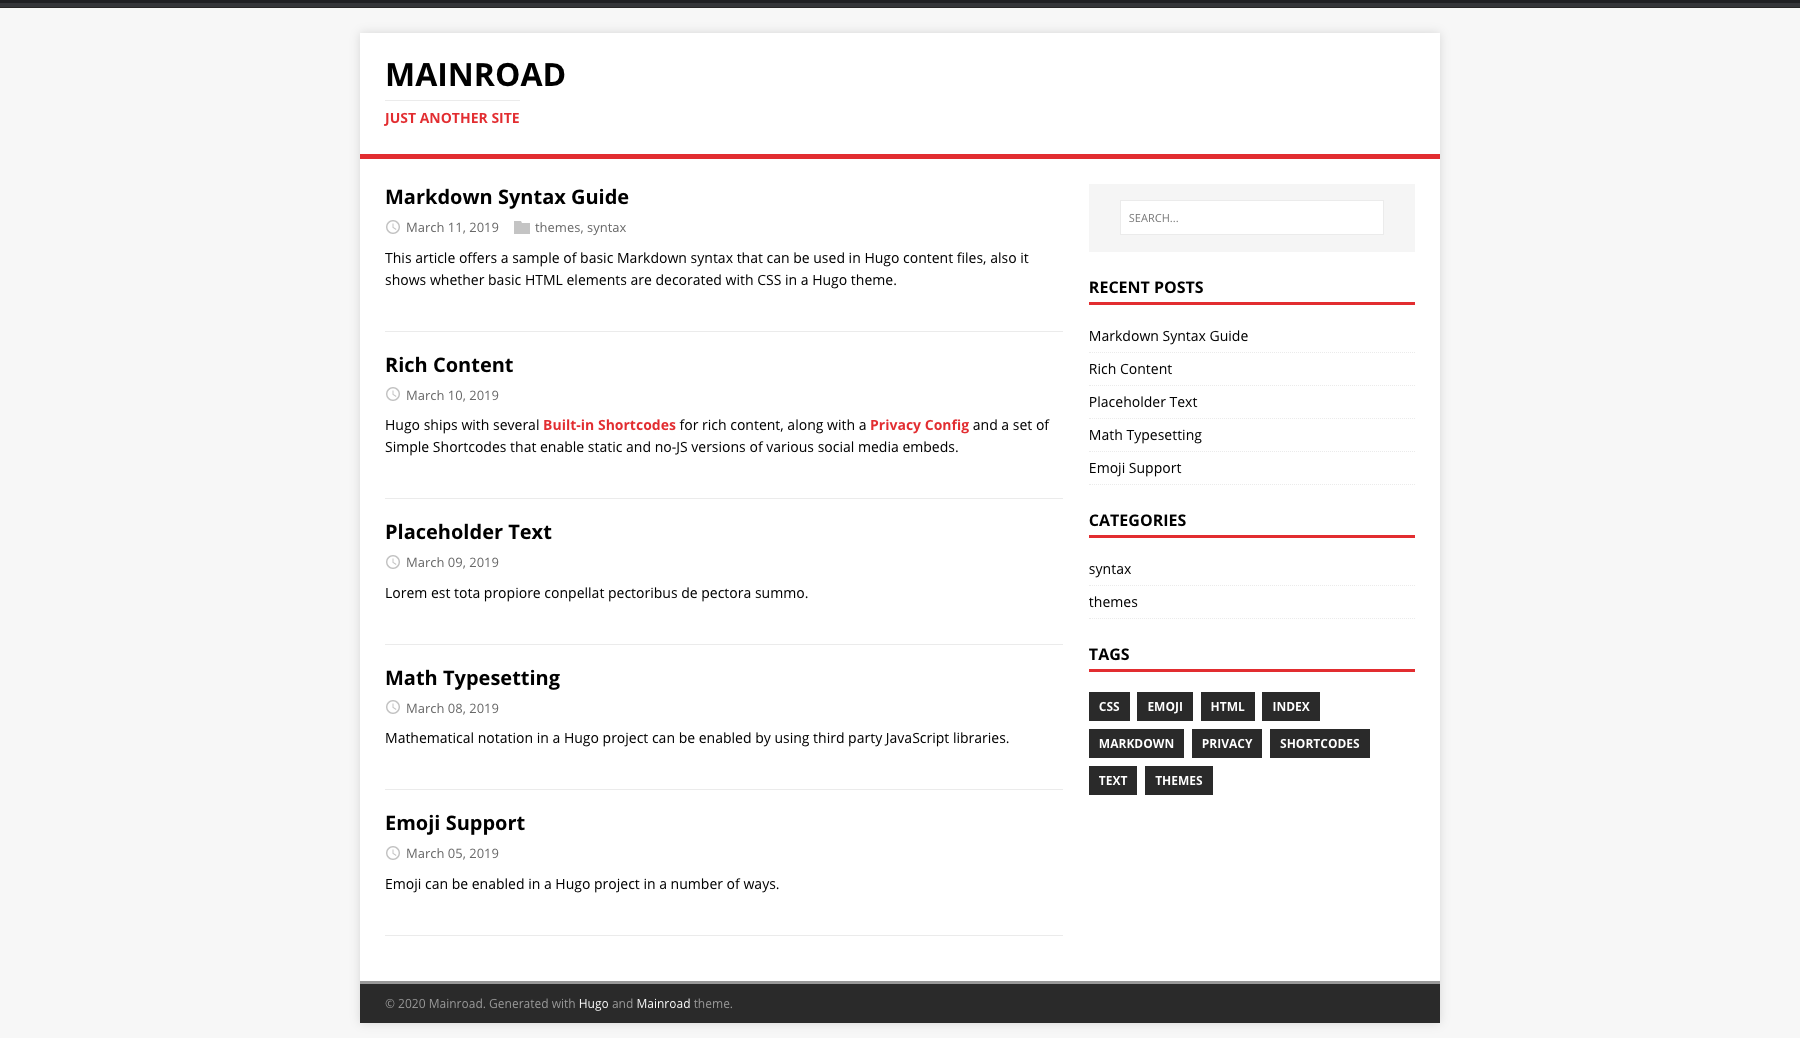 MAINROAD
JUST ANOTHER SITE
Markdown Syntax Guide
March 11, 2019 themes, syntax
This article offers a sample of basic Markdown syntax that can be used in Hugo content files, also it
shows whether basic HTML elements are decorated with CSS in a Hugo theme.
Rich Content
March 10, 2019
Hugo ships with several Built-in Shortcodes for rich content, along with a Privacy Config and a set of
Simple Shortcodes that enable static and no-JS versions of various social media embeds.
Placeholder Text
March 09, 2019
Lorem est tota propiore conpellat pectoribus de pectora summo.
Math Typesetting
March 08, 2019
Mathematical notation in a Hugo project can be enabled by using third party JavaScript libraries.
Emoji Support
March 05, 2019
Emoji can be enabled in a Hugo project in a number of ways.
SEARCH...
RECENT POSTS
Markdown Syntax Guide
Rich Content
Placeholder Text
Math Typesetting
Emoji Support
CATEGORIES
syntax
themes
TAGS
CSS EMOJI HTML INDEX
MARKDOWN PRIVACY SHORTCODES
TEXT THEMES
© 2020 Mainroad. Generated with Hugo and Mainroad theme.